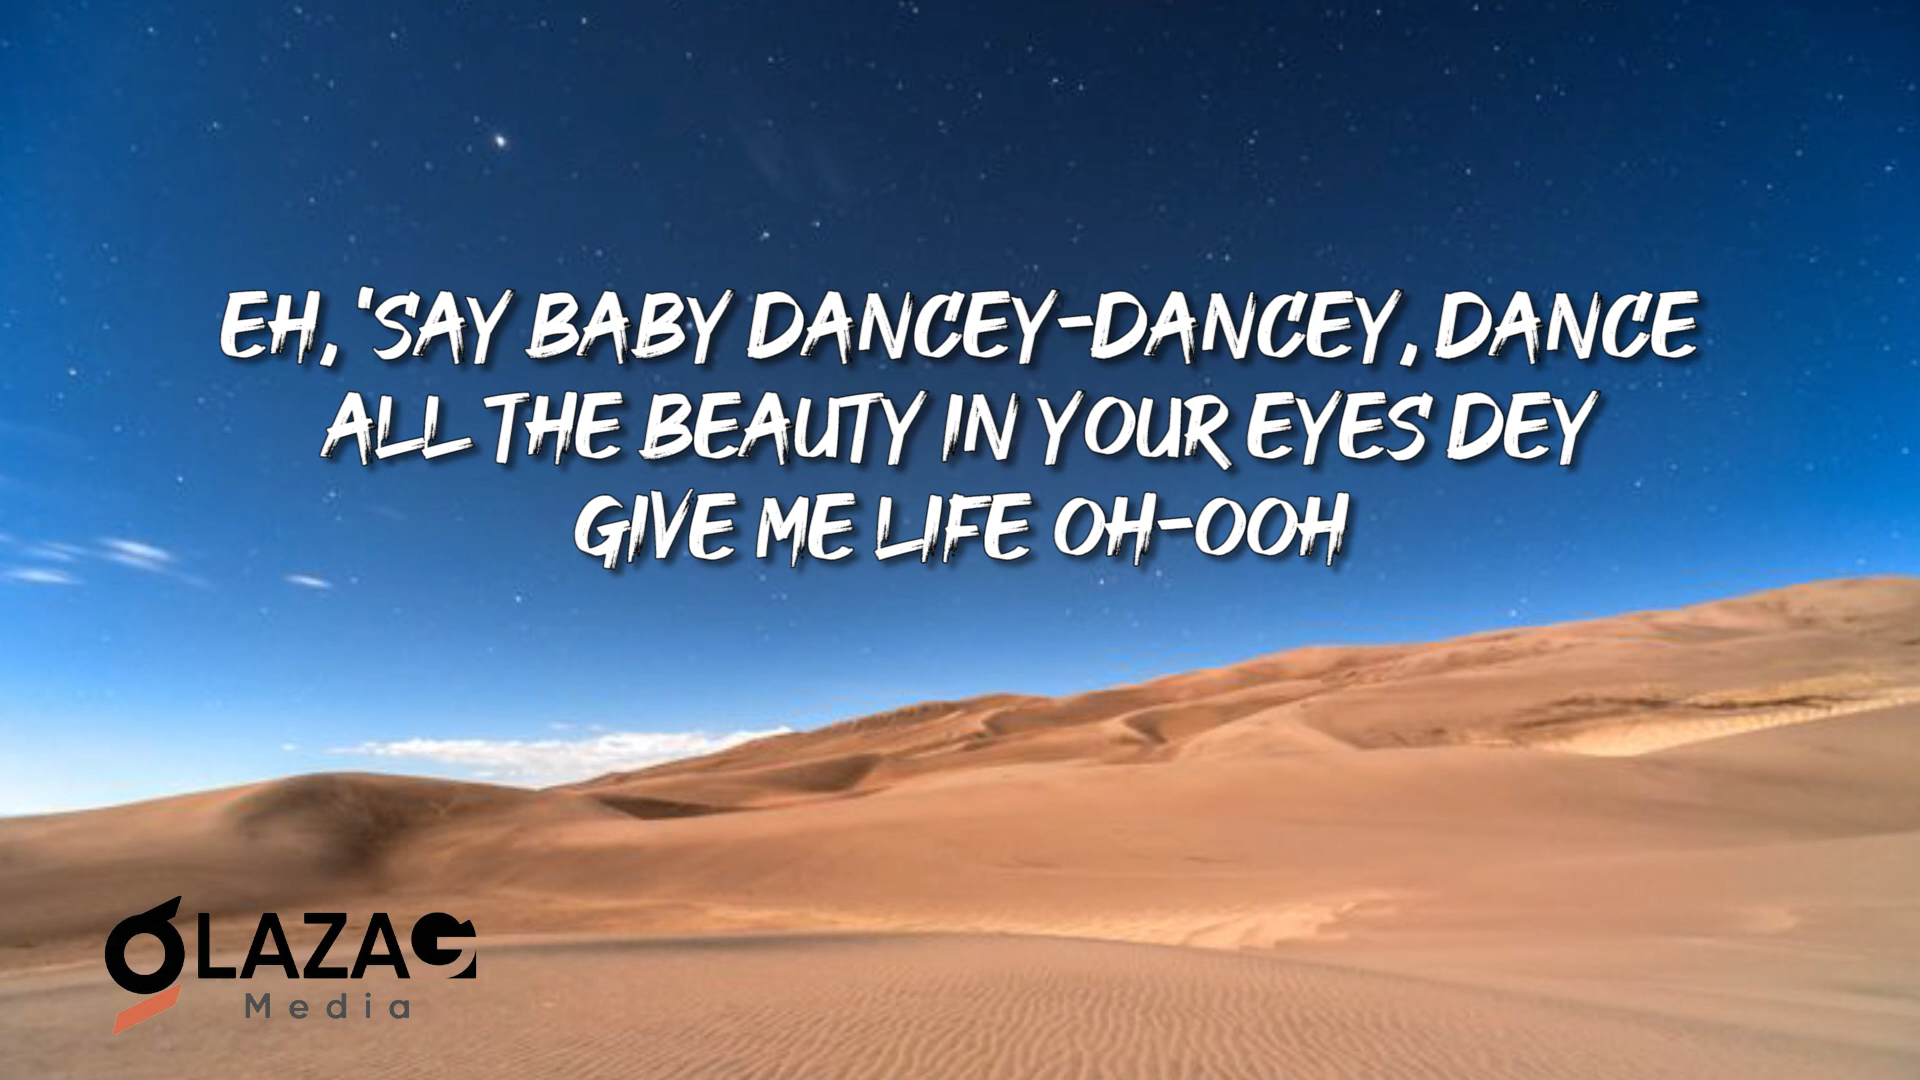 EH, 'SAY BABY DANCEY-DANCEY, DANCE
ALL THE BEAUTY IN YOUR EYES DEY
GIVE ME LIFE OH-OOH
GLAZAG
Media